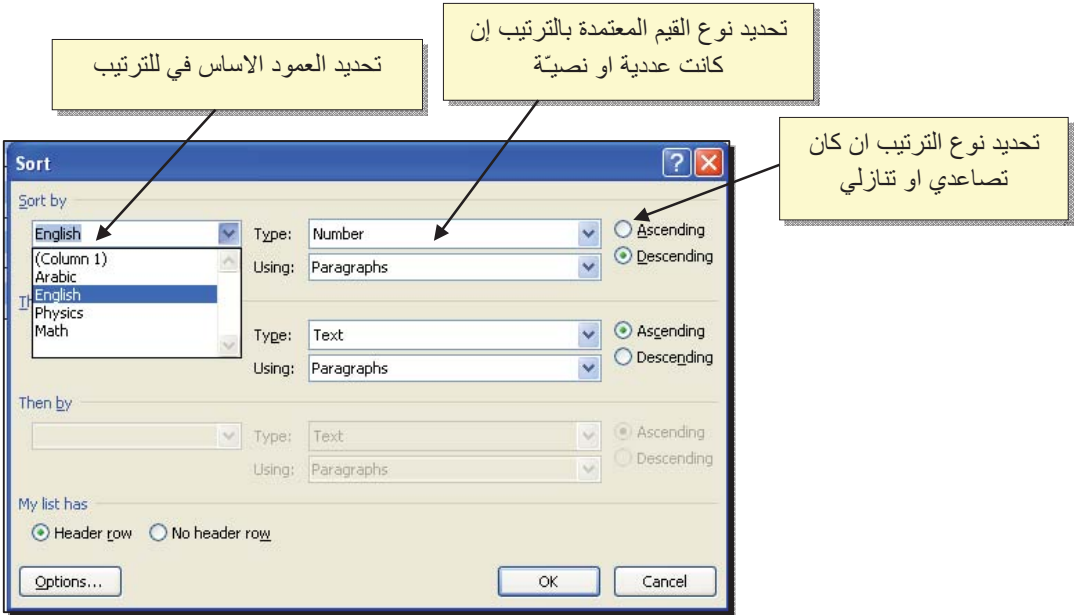 تحديد نوع القيم المعتمدة بالترتيب إن
كانت عددية او نصيّة
تحديد العمود الاساس في للترتيب
تحديد نوع الترتيب ان كان
تصاعدي او تنازلي
Sort
Sort by
English Type: Number Ascending
(Column 1)
Arabic
English
Physics
Math
Using: Paragraphs Descending
Type: Text Ascending
Using: Paragraphs Descending
Then by
Type: Text Ascending
Using: Paragraphs Descending
My list has
Header row No header row
Options... OK Cancel